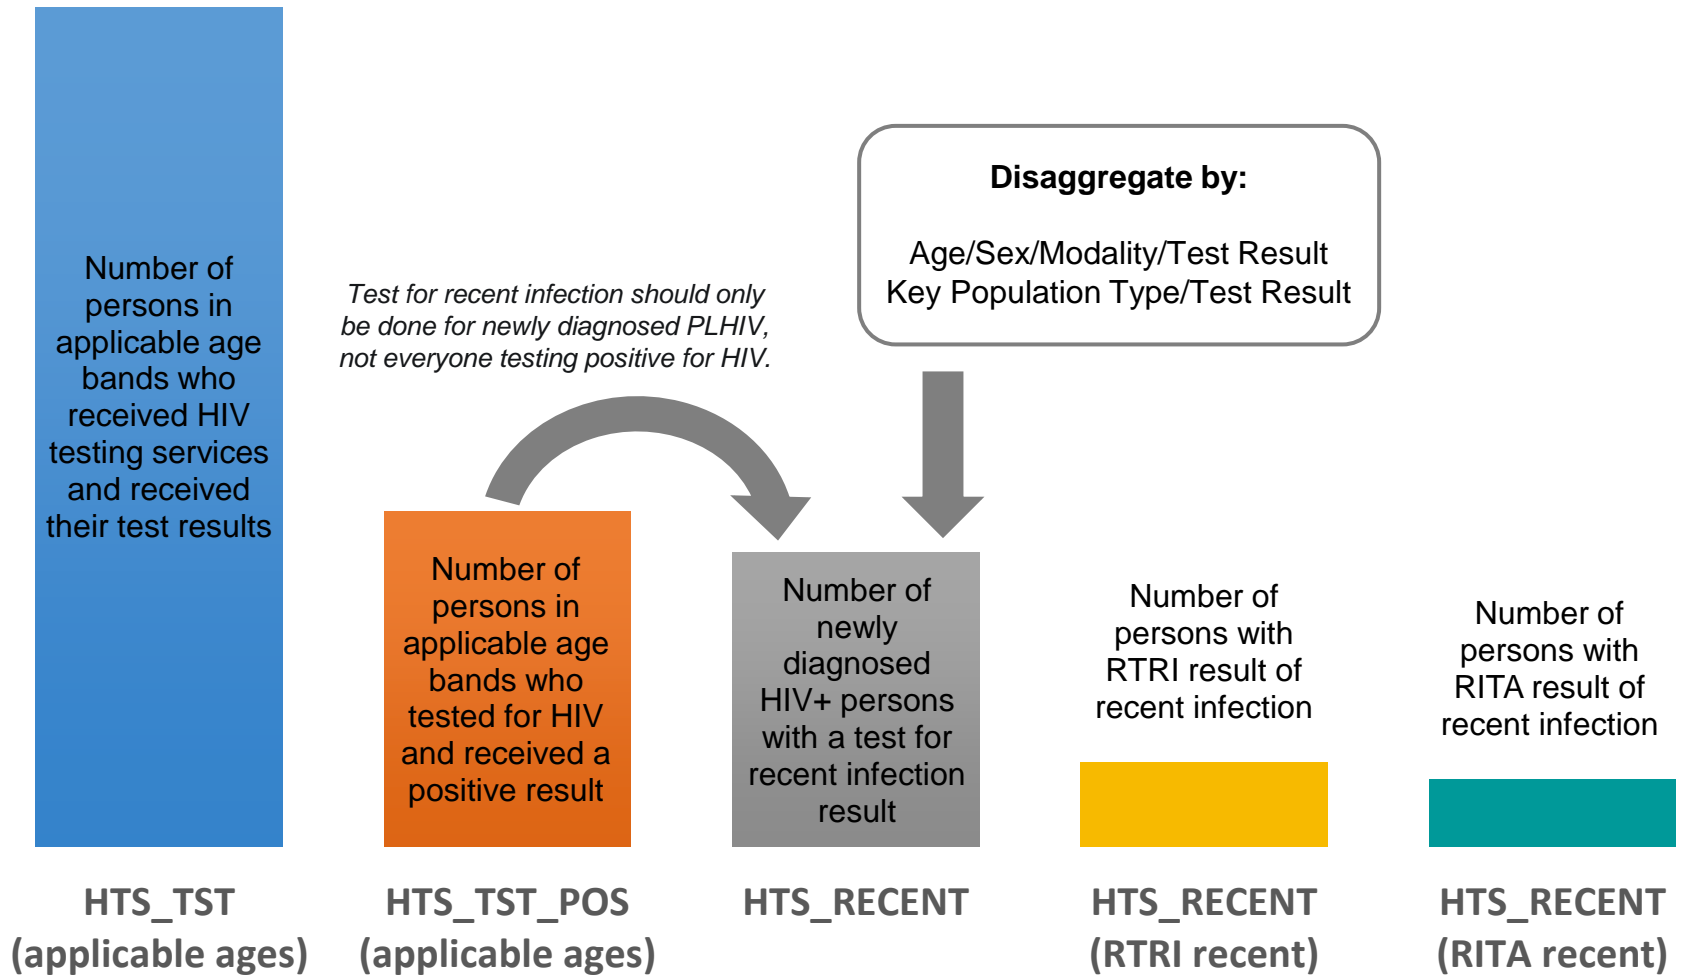 Number of
persons in
applicable age
bands who
received HIV
testing services
and received
their test results
Test for recent infection should only
be done for newly diagnosed PLHIV,
not everyone testing positive for HIV.
Disaggregate by:
Age/Sex/Modality/Test Result
Key Population Type/Test Result
Number of
persons in
applicable age
bands who
tested for HIV
and received a
positive result
Number of
newly
diagnosed
HIV+ persons
with a test for
recent infection
result
Number of
persons with
RTRI result of
recent infection
Number of
persons with
RITA result of
recent infection
HTS_TST
(applicable ages)
HTS_TST_POS
(applicable ages)
HTS_RECENT
HTS_RECENT
(RTRI recent)
HTS_RECENT
(RITA recent)